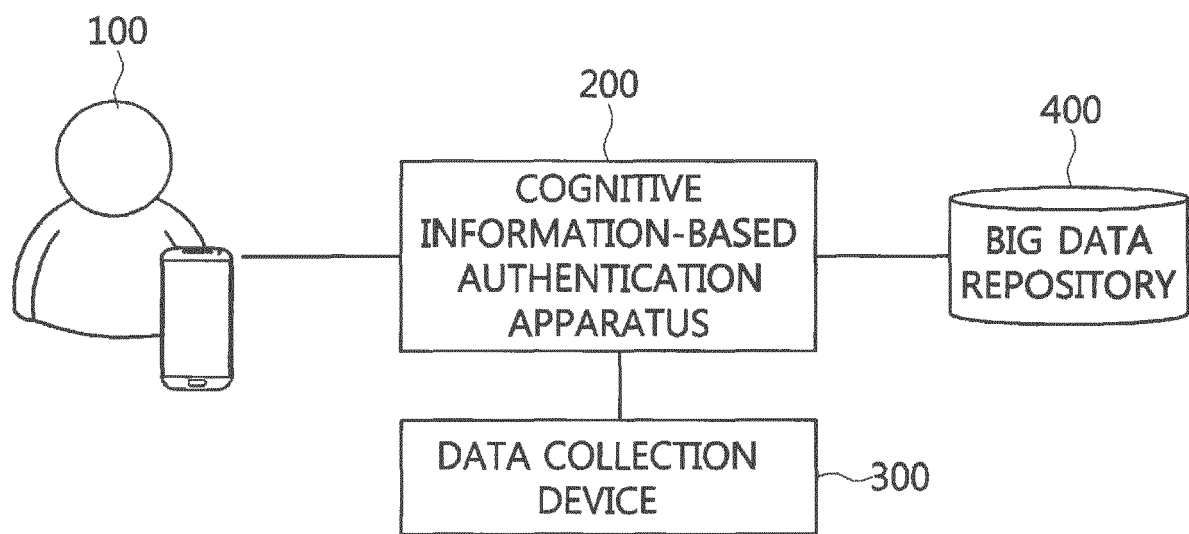 100
200
400
COGNITIVE
INFORMATION-BASED
AUTHENTICATION
APPARATUS
BIG DATA
REPOSITORY
DATA COLLECTION
DEVICE
300